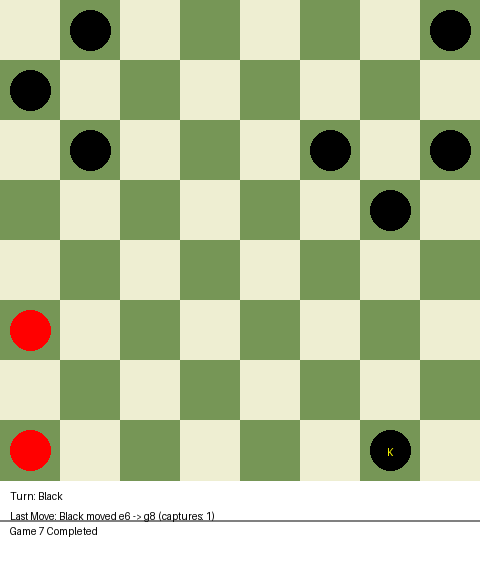 K
Turn: Black
Last Move: Black moved e6 -> g8 (captures: 1)
Game 7 Completed